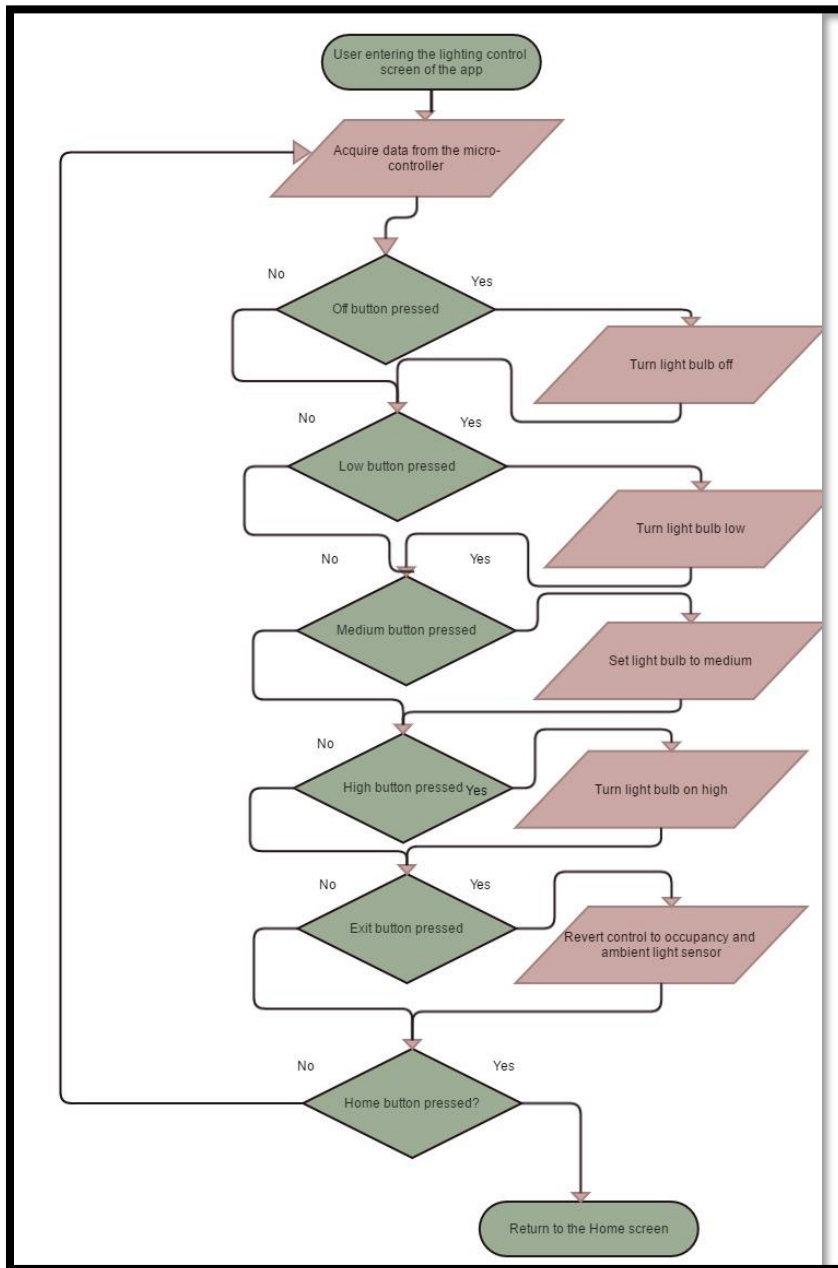 User entering the lighting control
screen of the app
Acquire data from the micro-
controller
No
Yes
Off button pressed
Turn light bulb off
No
Yes
Low button pressed
Turn light bulb low
No
Yes
Medium button pressed
Set light bulb to medium
No
High button pressed
Yes
Turn light bulb on high
No
Yes
Exit button pressed
Revert control to occupancy and
ambient light sensor
No
Yes
Home button pressed?
Return to the Home screen